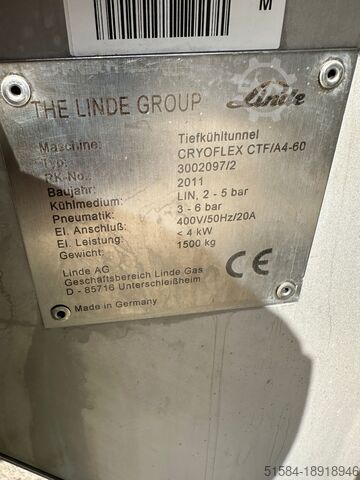 M
THE LINDE GROUP Linde
Maschine: Tiefkühltunnel
Typ: CRYOFLEX CTF/A4-60
RK-No.: 3002097/2
Baujahr: 2011
Kühlmedium: LIN, 2 - 5 bar
Pneumatik: 3 - 6 bar
El. Anschluß: 400V/50Hz/20A
El. Leistung: < 4 kW
Gewicht: 1500 kg
Linde AG
Geschäftsbereich Linde Gas
D - 85716 Unterschleißheim
CE
Made in Germany
51584-18918946